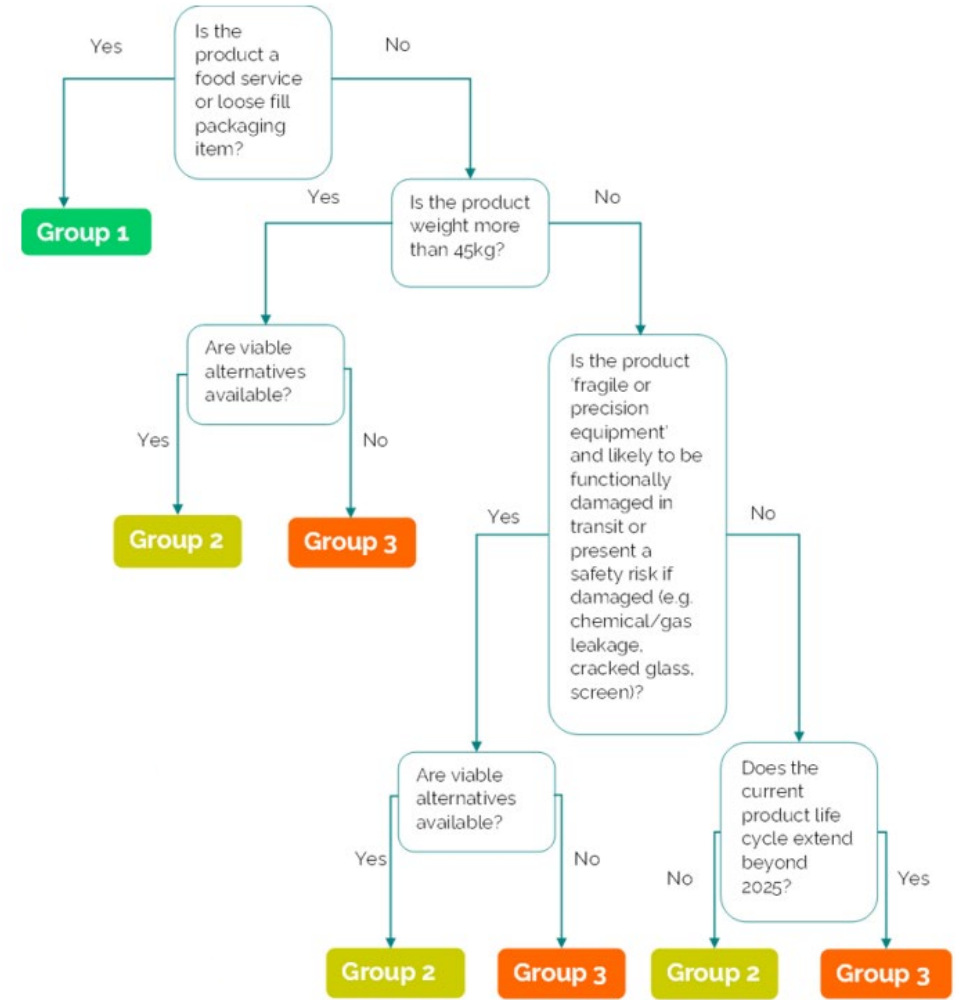 Yes
Is the
product a
food service
or loose fill
packaging
item?
No
Group 1
Yes
Is the product
weight more
than 45kg?
No
Are viable
alternatives
available?
Yes
No
Group 2
Group 3
Is the product
'fragile or
precision
equipment'
and likely to be
functionally
damaged in
transit or
present a
safety risk if
damaged (e.g.
chemical/gas
leakage,
cracked glass,
screen)?
Yes
No
Are viable
alternatives
available?
Yes
No
Does the
current
product life
cycle extend
beyond
2025?
No
Yes
Group 2
Group 3
Group 2
Group 3